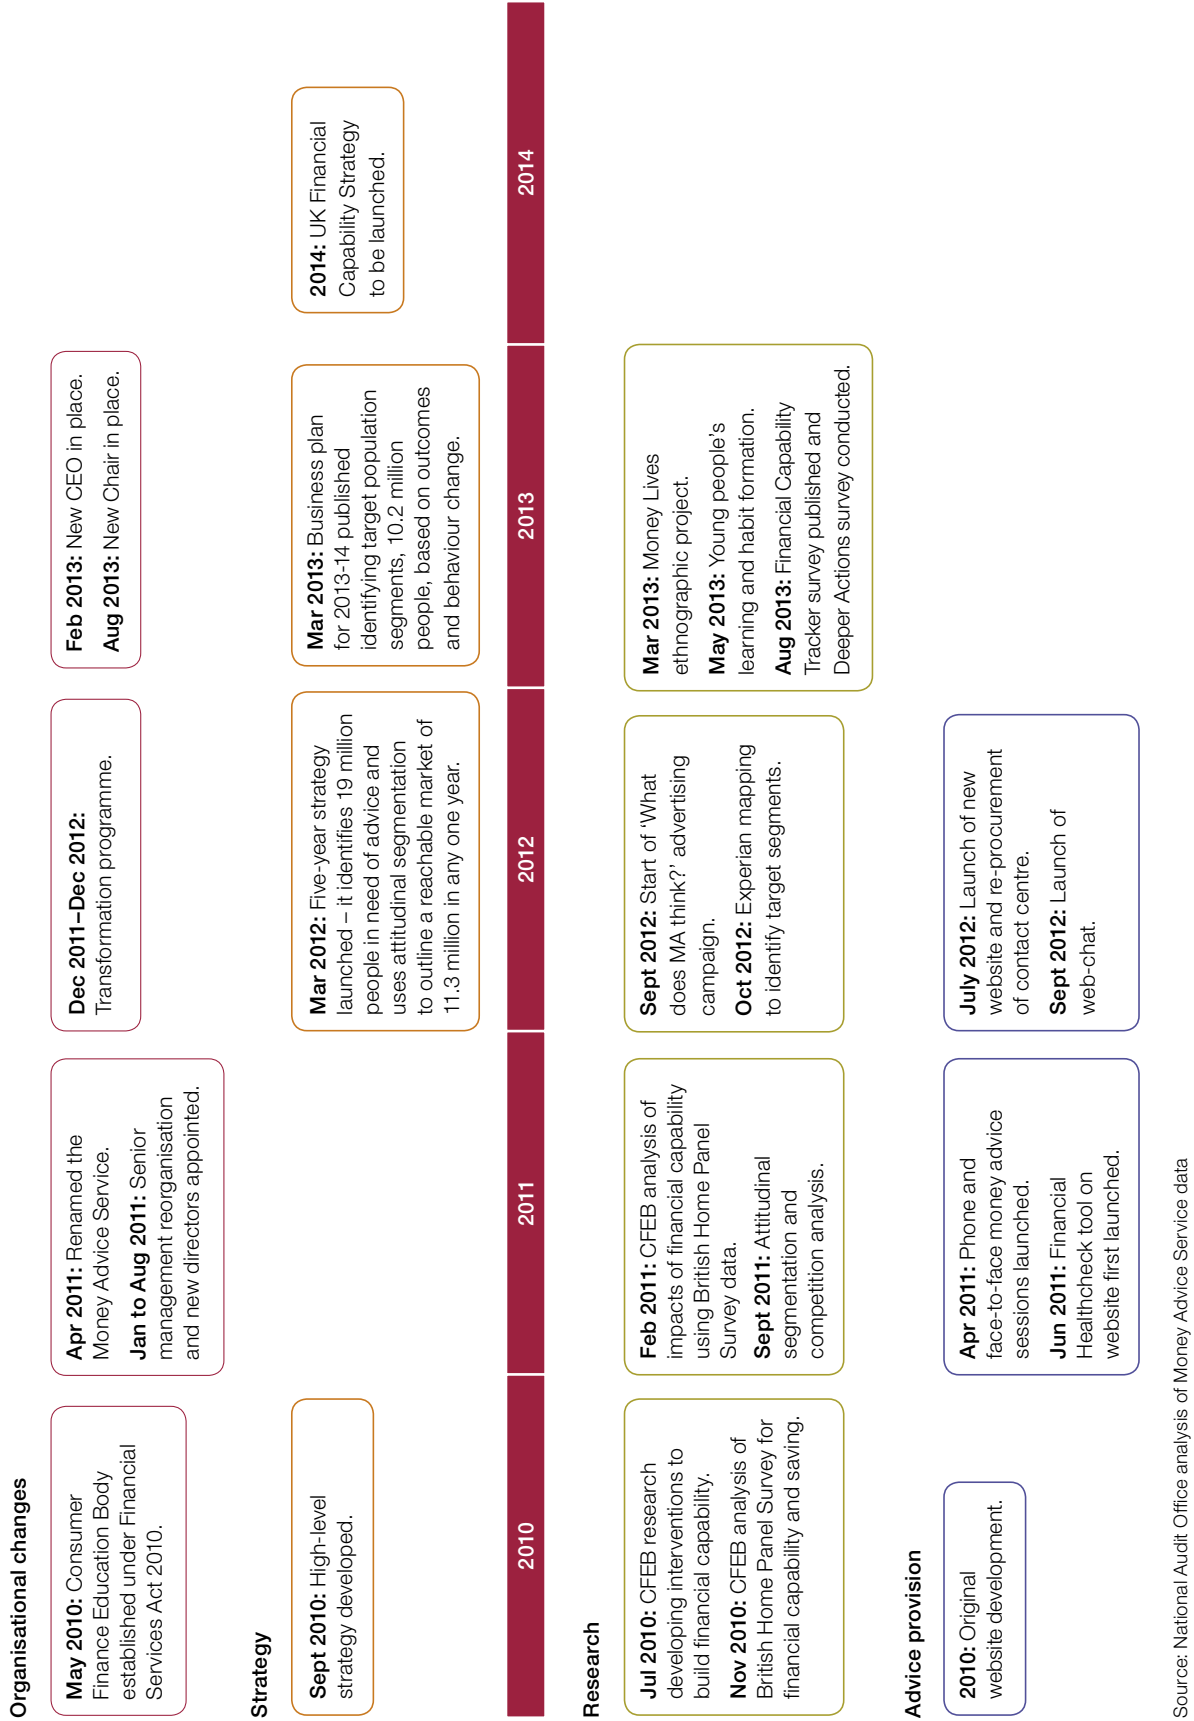 Organisational changes
May 2010: Consumer
Finance Education Body
established under Financial
Services Act 2010.
Apr 2011: Renamed the
Money Advice Service.
Jan to Aug 2011: Senior
management reorganisation
and new directors appointed.
Dec 2011–Dec 2012:
Transformation programme.
Feb 2013: New CEO in place.
Aug 2013: New Chair in place.
Strategy
Sept 2010: High-level
strategy developed.
Mar 2012: Five-year strategy
launched – it identifies 19 million
people in need of advice and
uses attitudinal segmentation
to outline a reachable market of
11.3 million in any one year.
Mar 2013: Business plan
for 2013-14 published
identifying target population
segments, 10.2 million
people, based on outcomes
and behaviour change.
2014: UK Financial
Capability Strategy
to be launched.
2010
2011
2012
2013
2014
Research
Jul 2010: CFEB research
developing interventions to
build financial capability.
Nov 2010: CFEB analysis of
British Home Panel Survey for
financial capability and saving.
Feb 2011: CFEB analysis of
impacts of financial capability
using British Home Panel
Survey data.
Sept 2011: Attitudinal
segmentation and
competition analysis.
Sept 2012: Start of ‘What
does MA think?’ advertising
campaign.
Oct 2012: Experian mapping
to identify target segments.
Mar 2013: Money Lives
ethnographic project.
May 2013: Young people’s
learning and habit formation.
Aug 2013: Financial Capability
Tracker survey published and
Deeper Actions survey conducted.
Advice provision
2010: Original
website development.
Apr 2011: Phone and
face-to-face money advice
sessions launched.
Jun 2011: Financial
Healthcheck tool on
website first launched.
July 2012: Launch of new
website and re-procurement
of contact centre.
Sept 2012: Launch of
web-chat.
Source: National Audit Office analysis of Money Advice Service data